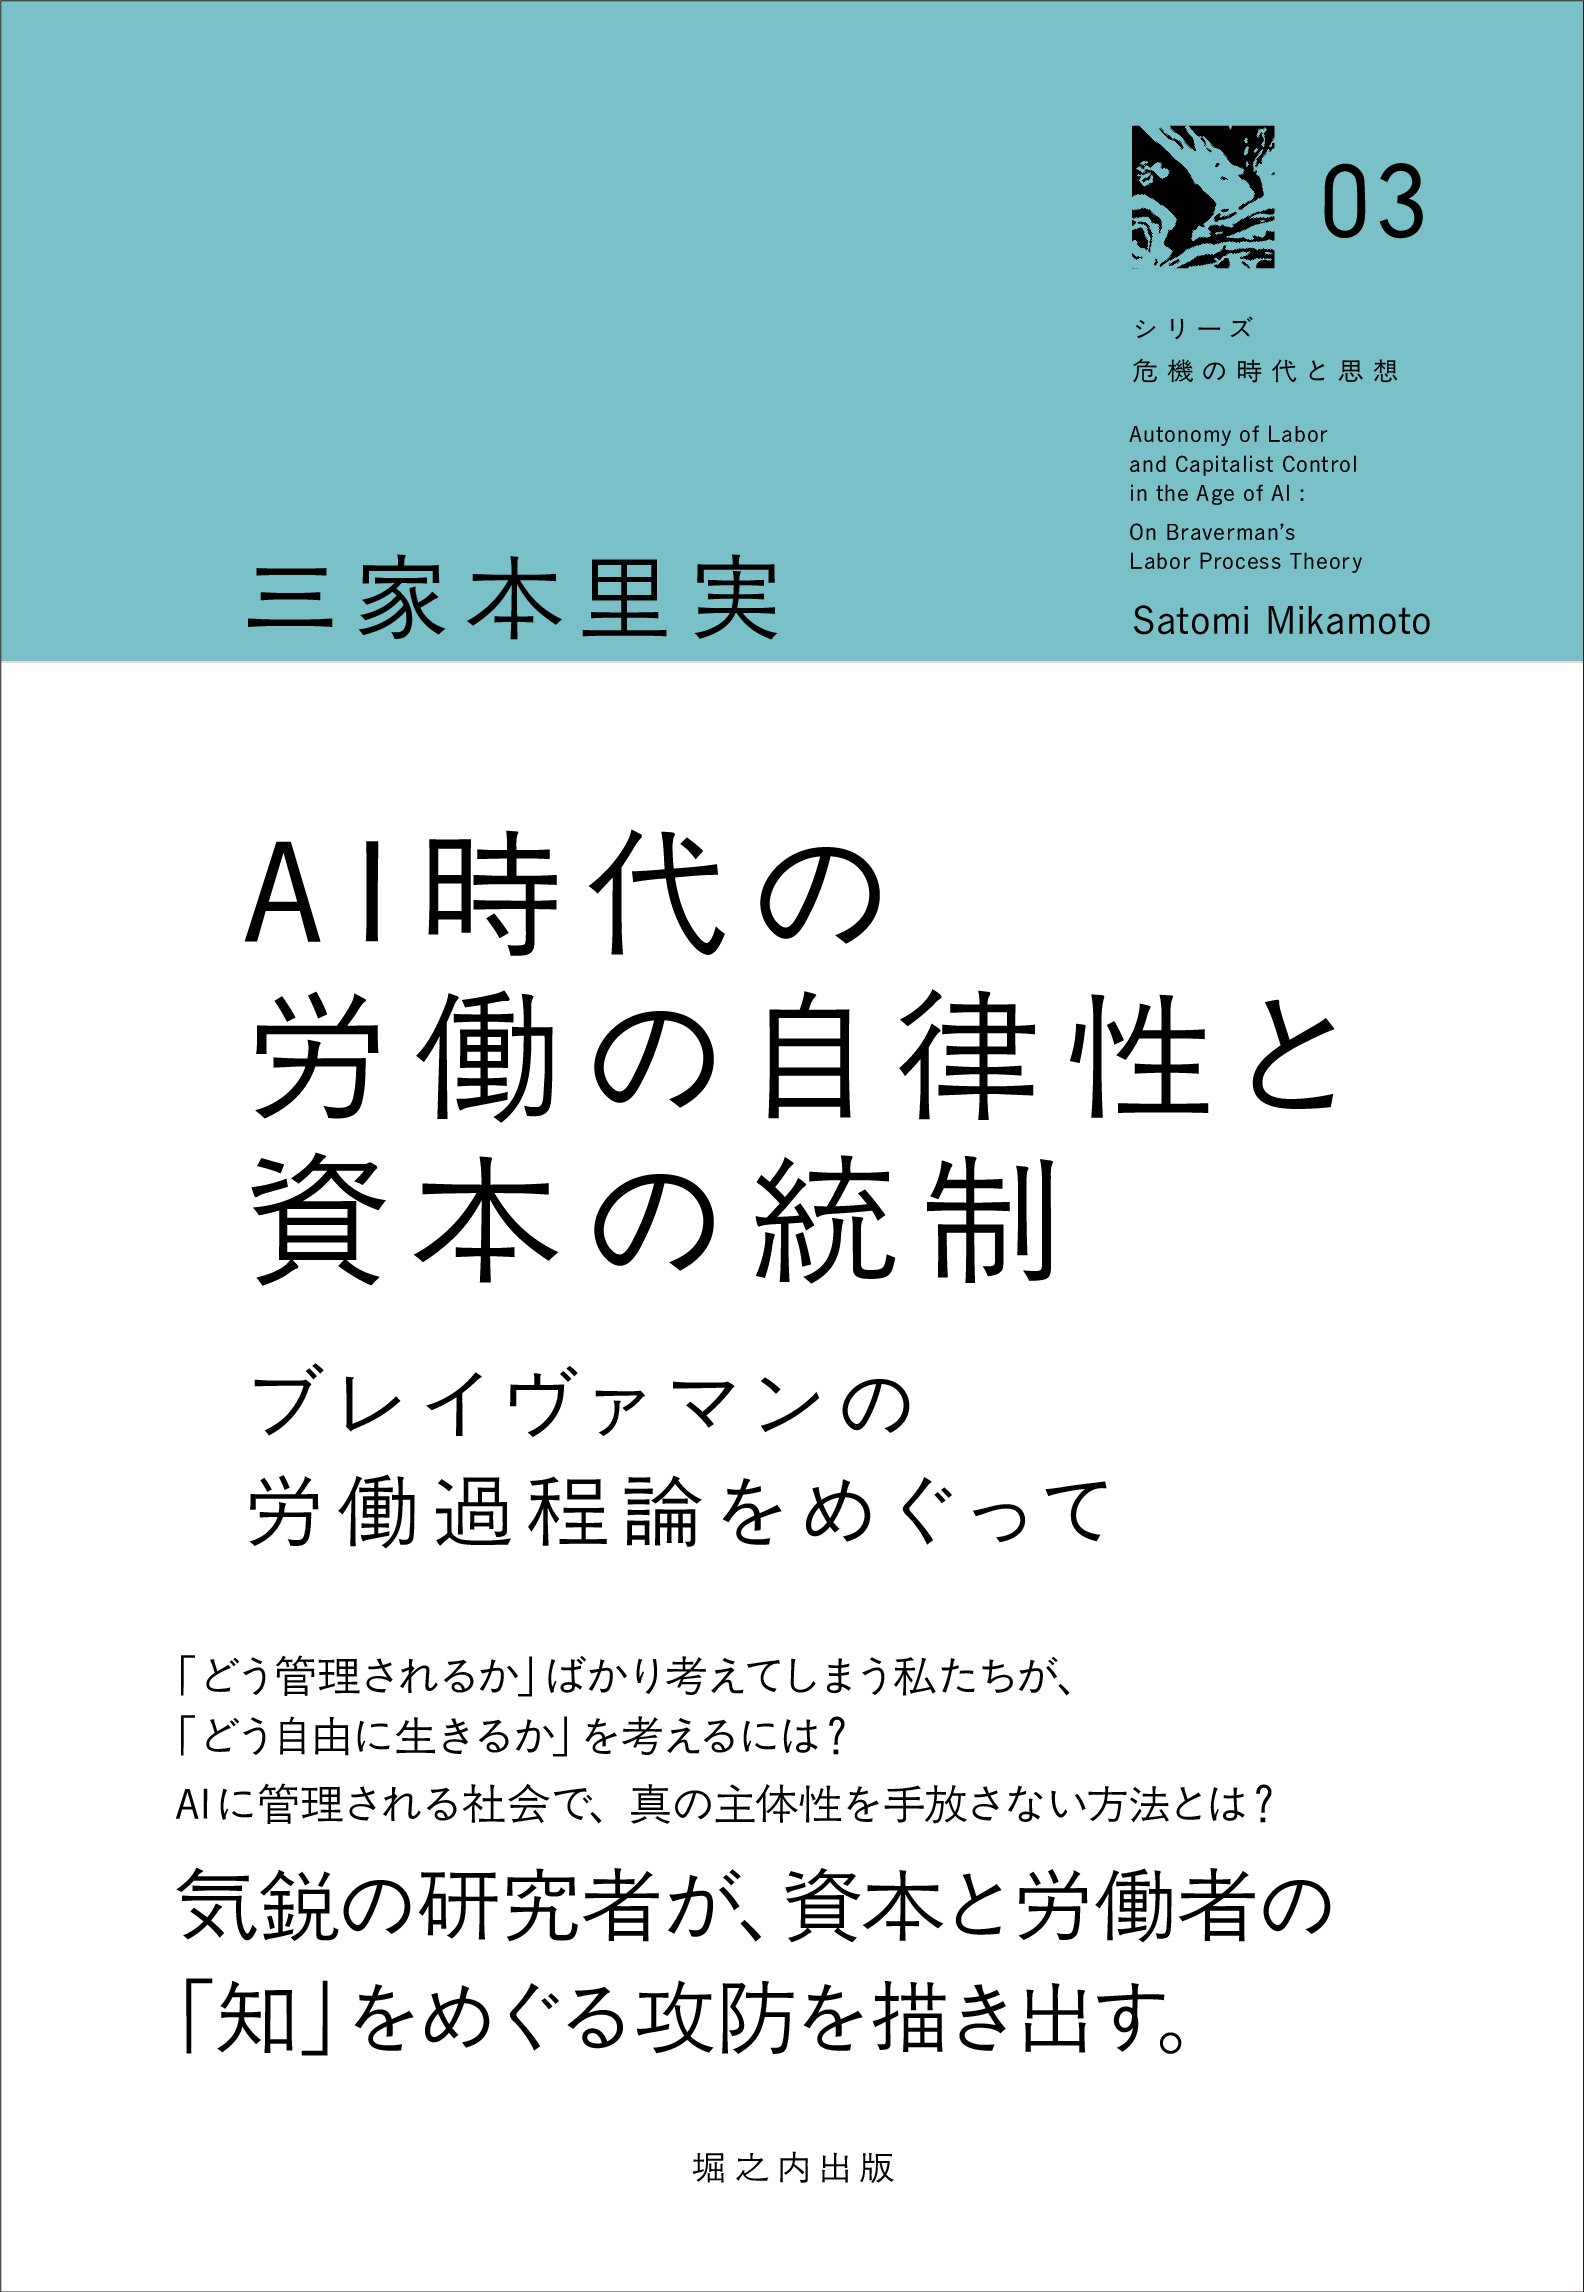 03
シリーズ
危機の時代と思想
Autonomy of Labor
and Capitalist Control
in the Age of AI :
On Braverman's
Labor Process Theory
Satomi Mikamoto
三家本里実
AI時代の
労働の自律性と
資本の統制
ブレイヴァマンの
労働過程論をめぐって
「どう管理されるか」ばかり考えてしまう私たちが、
「どう自由に生きるか」を考えるには?
AIに管理される社会で、真の主体性を手放さない方法とは?
気鋭の研究者が、資本と労働者の
「知」をめぐる攻防を描き出す。
堀之内出版